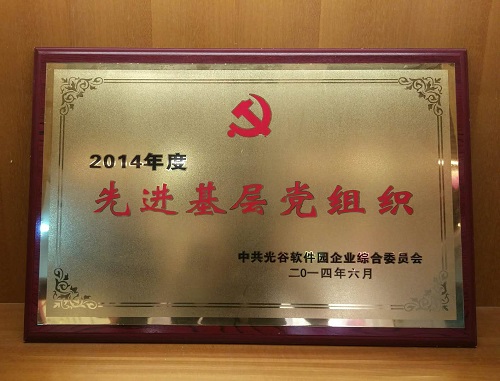 2014年度
先进基层党组织
中共光谷软件园企业综合委员会
二0一四年六月